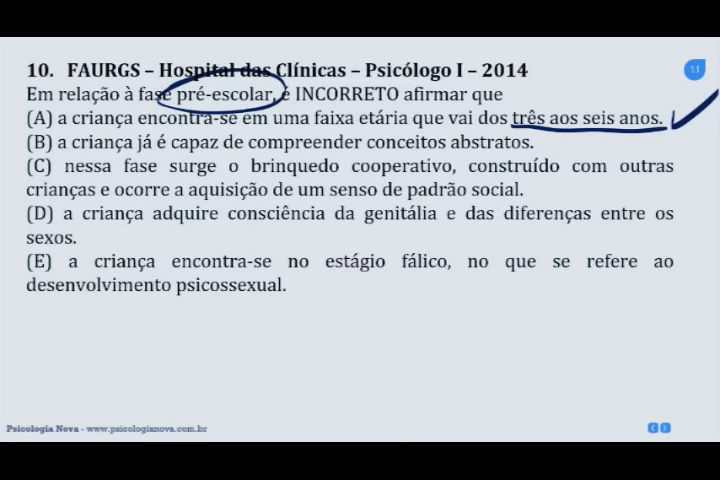 10. FAURGS – Hospital das Clínicas – Psicólogo I – 2014
11
Em relação à fase pré-escolar, é INCORRETO afirmar que
(A) a criança encontra-se em uma faixa etária que vai dos três aos seis anos.
(B) a criança já é capaz de compreender conceitos abstratos.
(C) nessa fase surge o brinquedo cooperativo, construído com outras
crianças e ocorre a aquisição de um senso de padrão social.
(D) a criança adquire consciência da genitália e das diferenças entre os
sexos.
(E) a criança encontra-se no estágio fálico, no que se refere ao
desenvolvimento psicossexual.
Psicologia Nova - www.psicologianova.com.br